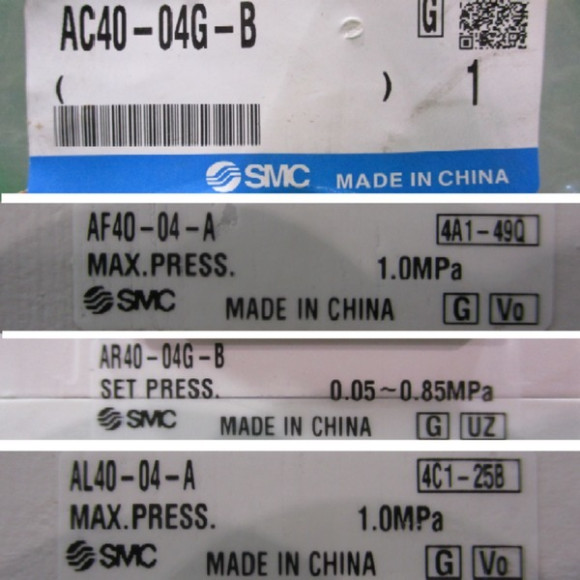 AC40-04G-B G
( ) 1
SMC MADE IN CHINA
AF40-04-A 4A1-49Q
MAX.PRESS. 1.0MPa
SMC MADE IN CHINA G Vo
AR40-04G-B
SET PRESS. 0.05~0.85MPa
SMC MADE IN CHINA G UZ
AL40-04-A 4C1-25B
MAX.PRESS. 1.0MPa
SMC MADE IN CHINA G Vo